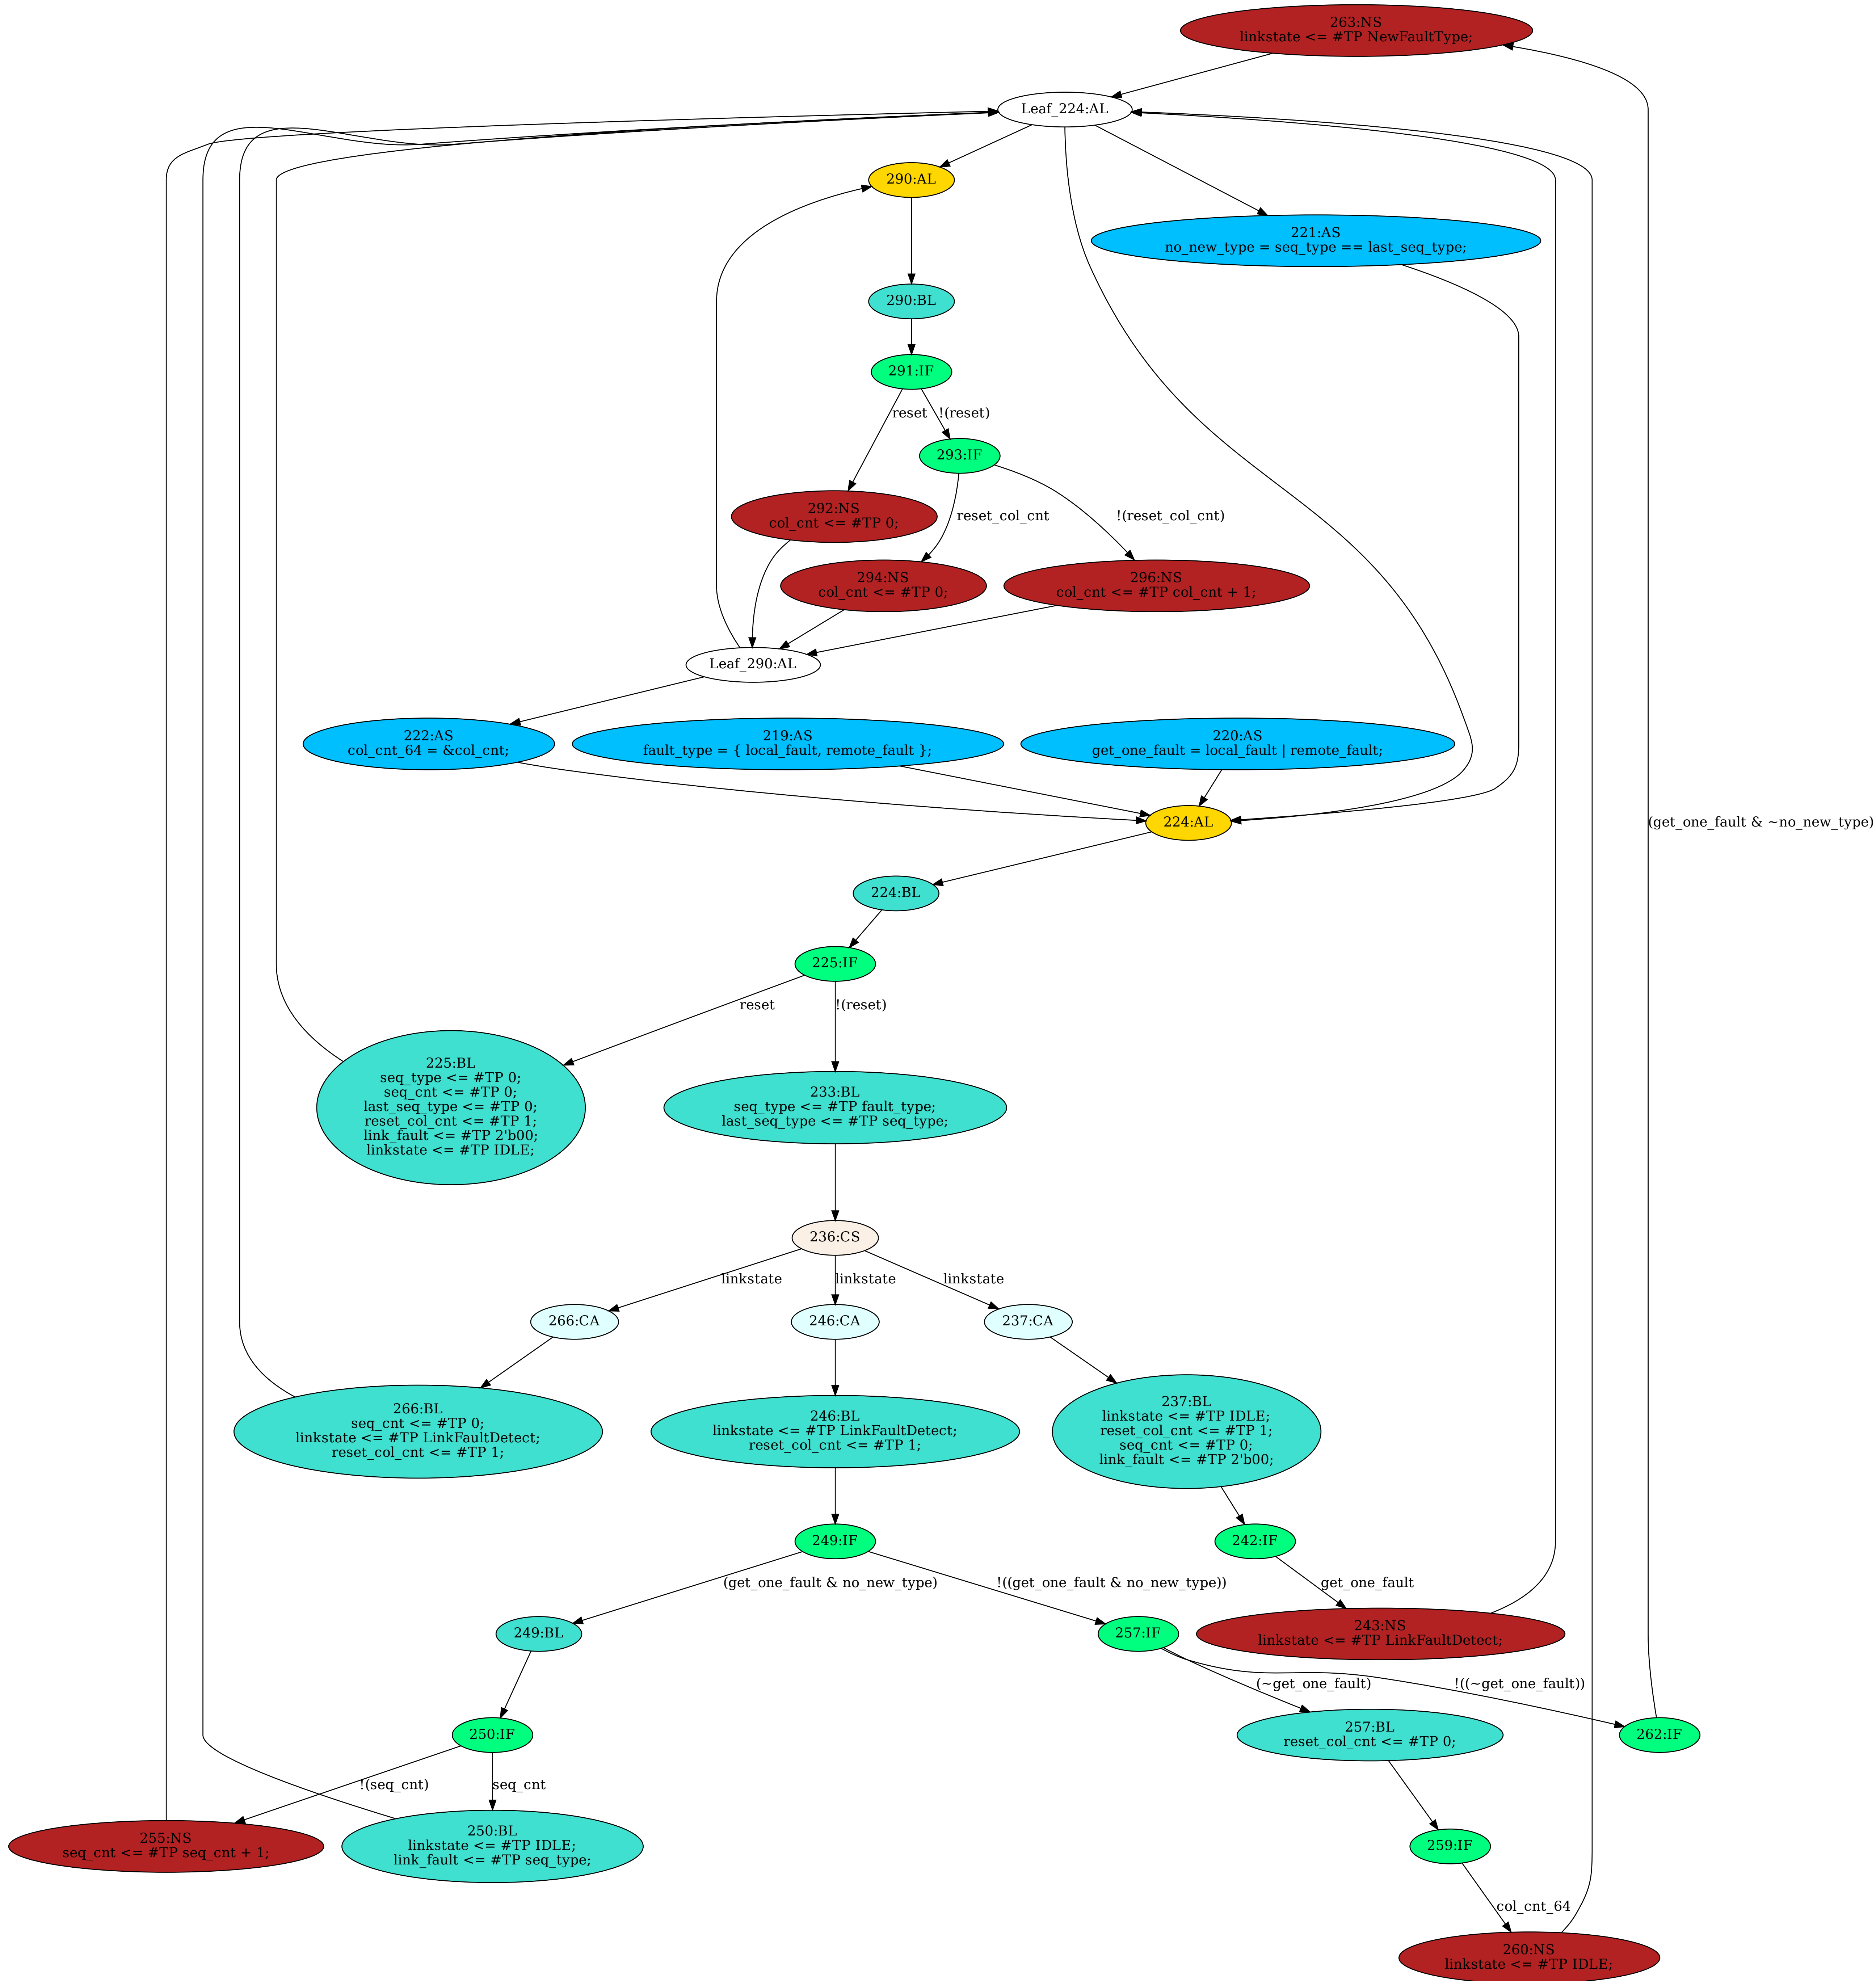 263:NS
linkstate <= #TP NewFaultType;
Leaf_224:AL
290:AL
221:AS
no_new_type = seq_type == last_seq_type;
290:BL
291:IF
reset
!(reset)
293:IF
292:NS
col_cnt <= #TP 0;
reset_col_cnt
!(reset_col_cnt)
294:NS
col_cnt <= #TP 0;
296:NS
col_cnt <= #TP col_cnt + 1;
Leaf_290:AL
222:AS
col_cnt_64 = &col_cnt;
219:AS
fault_type = { local_fault, remote_fault };
220:AS
get_one_fault = local_fault | remote_fault;
224:AL
(get_one_fault & ~no_new_type)
224:BL
225:IF
reset
!(reset)
225:BL
seq_type <= #TP 0;
seq_cnt <= #TP 0;
last_seq_type <= #TP 0;
reset_col_cnt <= #TP 1;
link_fault <= #TP 2'b00;
linkstate <= #TP IDLE;
233:BL
seq_type <= #TP fault_type;
last_seq_type <= #TP seq_type;
236:CS
linkstate
linkstate
linkstate
266:CA
246:CA
237:CA
266:BL
seq_cnt <= #TP 0;
linkstate <= #TP LinkFaultDetect;
reset_col_cnt <= #TP 1;
246:BL
linkstate <= #TP LinkFaultDetect;
reset_col_cnt <= #TP 1;
237:BL
linkstate <= #TP IDLE;
reset_col_cnt <= #TP 1;
seq_cnt <= #TP 0;
link_fault <= #TP 2'b00;
249:IF
242:IF
(get_one_fault & no_new_type)
!((get_one_fault & no_new_type))
get_one_fault
249:BL
257:IF
243:NS
linkstate <= #TP LinkFaultDetect;
(~get_one_fault)
!((~get_one_fault))
250:IF
257:BL
reset_col_cnt <= #TP 0;
262:IF
!(seq_cnt)
seq_cnt
255:NS
seq_cnt <= #TP seq_cnt + 1;
250:BL
linkstate <= #TP IDLE;
link_fault <= #TP seq_type;
259:IF
col_cnt_64
260:NS
linkstate <= #TP IDLE;